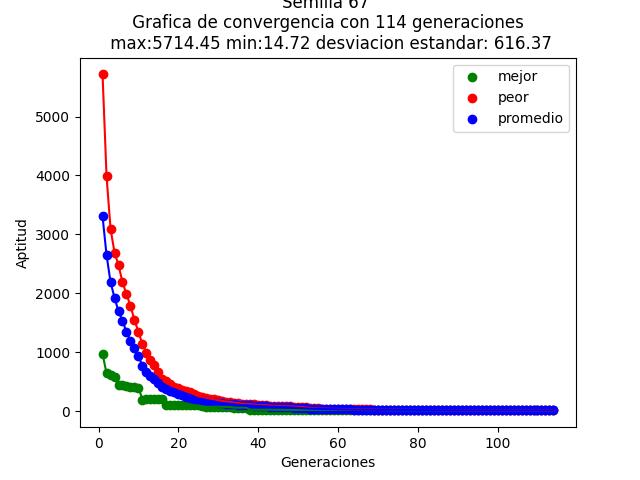 Semilla 67
Grafica de convergencia con 114 generaciones
max:5714.45 min:14.72 desviacion estandar: 616.37
mejor
peor
promedio
Aptitud
5000
4000
3000
2000
1000
0
0 20 40 60 80 100
Generaciones